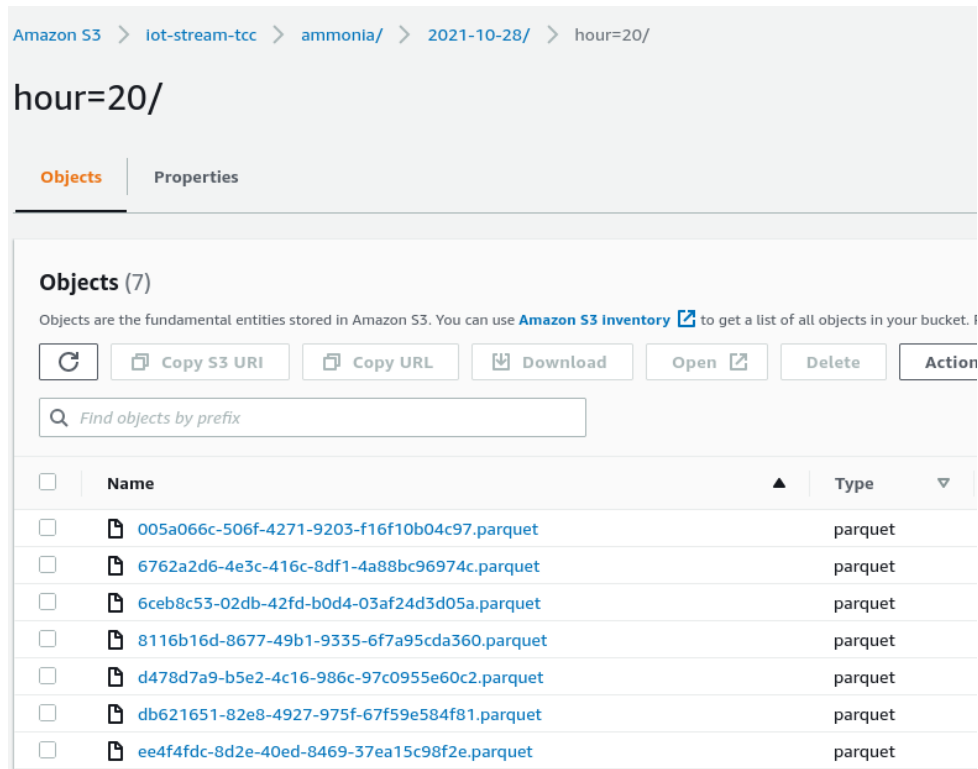 Amazon S3 > iot-stream-tcc > ammonia/ > 2021-10-28/ > hour=20/
hour=20/
Objects Properties
Objects (7)
Objects are the fundamental entities stored in Amazon S3. You can use Amazon S3 inventory to get a list of all objects in your bucket.
Copy S3 URI Copy URL Download Open Delete Action
Find objects by prefix
Name Type
005a066c-506f-4271-9203-f16f10b04c97.parquet parquet
6762a2d6-4e3c-416c-8df1-4a88bc96974c.parquet parquet
6ceb8c53-02db-42fd-b0d4-03af24d3d05a.parquet parquet
8116b16d-8677-49b1-9335-6f7a95cda360.parquet parquet
d478d7a9-b5e2-4c16-986c-97c0955e60c2.parquet parquet
db621651-82e8-4927-975f-67f59e584f81.parquet parquet
ee4f4fdc-8d2e-40ed-8469-37ea15c98f2e.parquet parquet